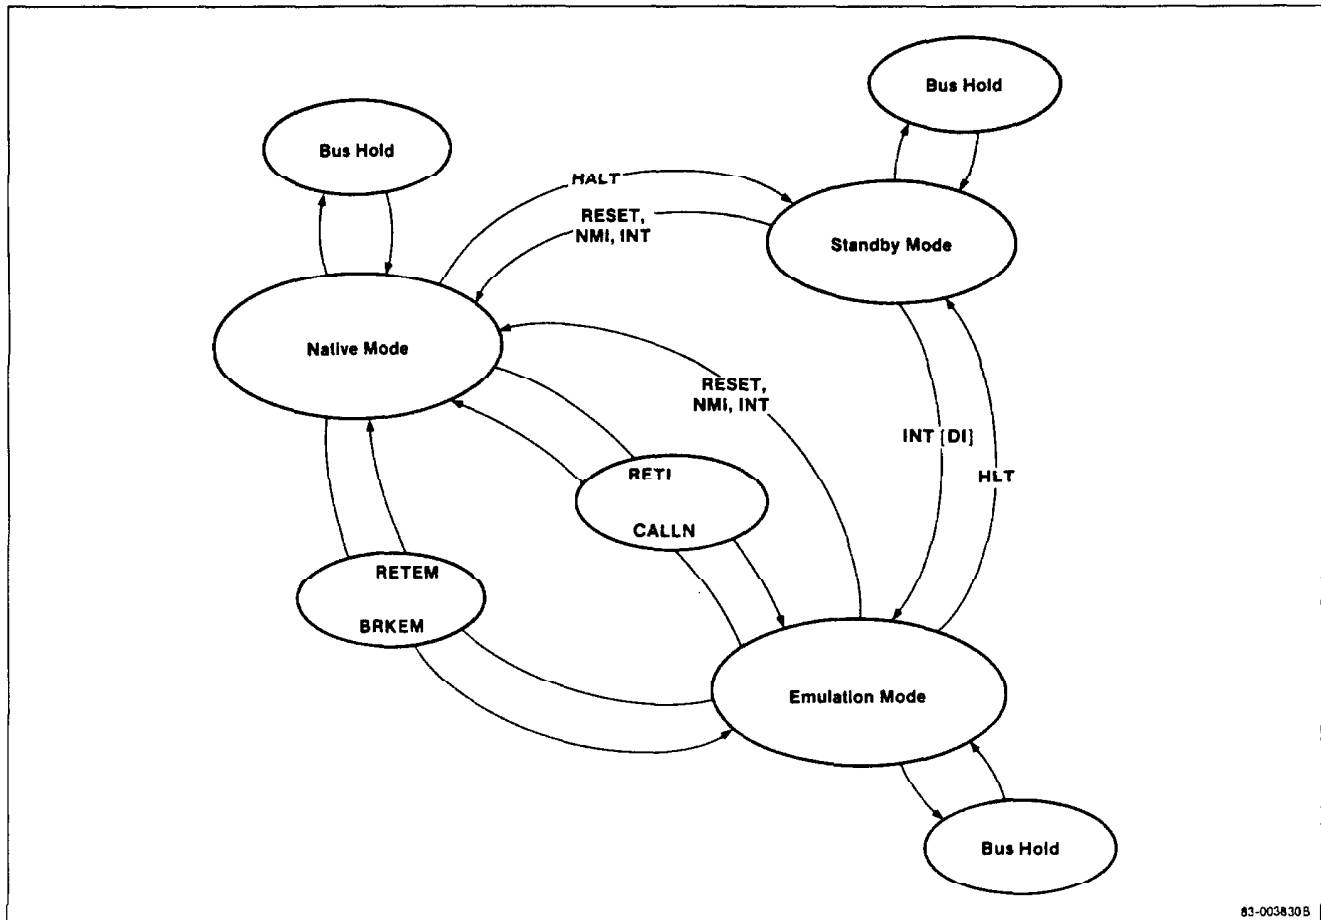 Bus Hold
Bus Hold
HALT
RESET,
NMI, INT
Standby Mode
Native Mode
RESET,
NMI, INT
INT [DI]
HLT
RETI
CALLN
RETEM
BRKEM
Emulation Mode
Bus Hold
83-003830B